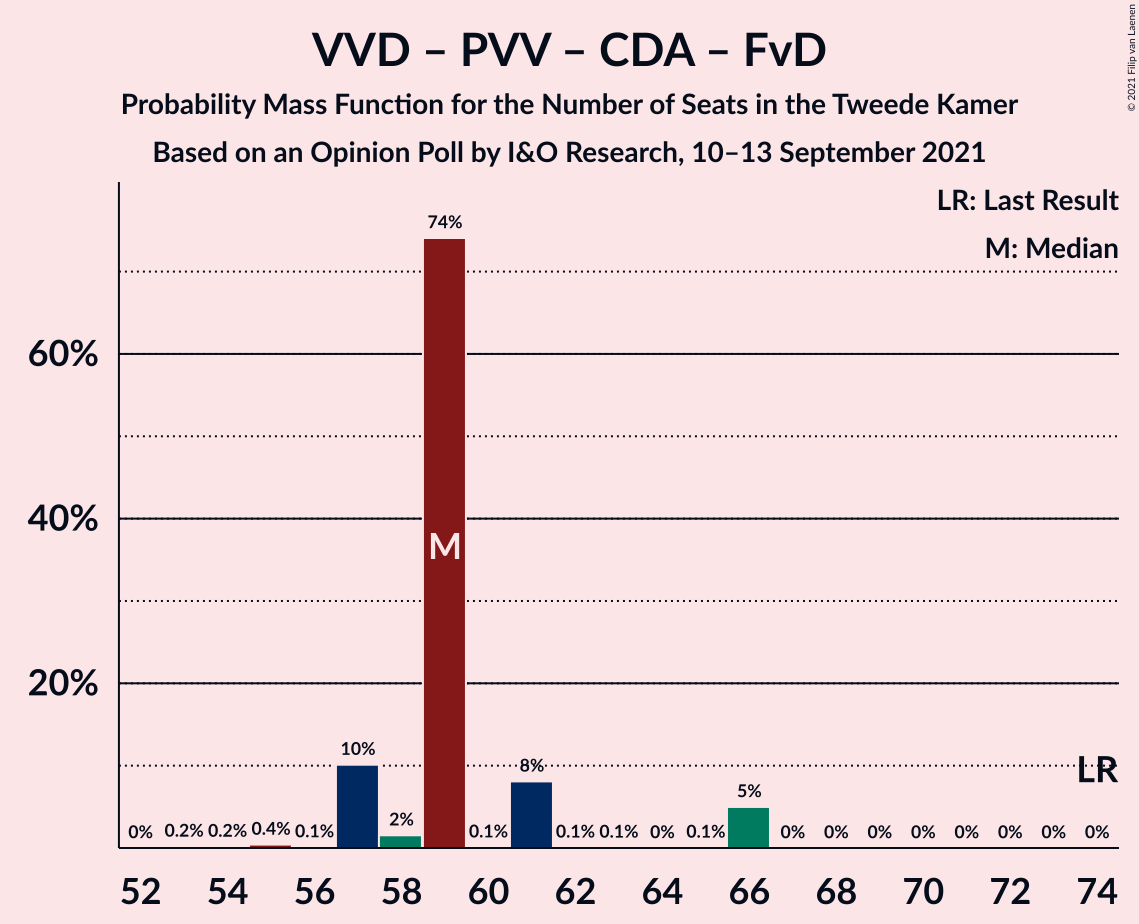 VVD – PVV – CDA – FvD
Probability Mass Function for the Number of Seats in the Tweede Kamer
Based on an Opinion Poll by I&O Research, 10–13 September 2021
© 2021 Filip van Laenen
LR: Last Result
M: Median
60%
40%
20%
0% 0.2% 0.2% 0.4% 0.1% 10% 2% 74% 0.1% 8% 0.1% 0.1% 0% 0.1% 5% 0% 0% 0% 0% 0% 0% 0% 0%
M
LR
52 54 56 58 60 62 64 66 68 70 72 74